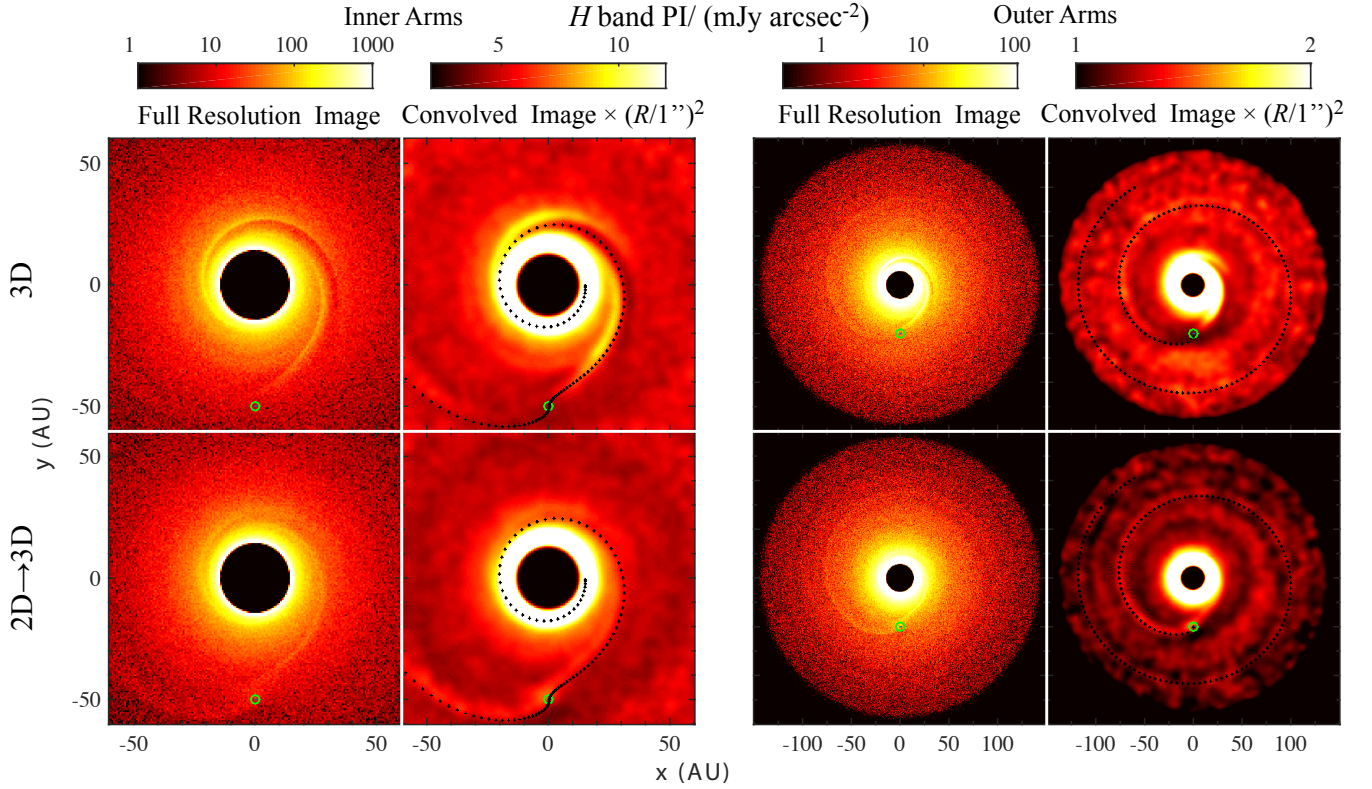 Inner Arms H band PI/ (mJy arcsec-2) Outer Arms
1 10 100 1000 5 10 1 10 100 1 2
Full Resolution Image Convolved Image × (R/1”)2 Full Resolution Image Convolved Image × (R/1”)2
50
3D 0
-50
y (AU)
50
2D→3D 0
-50
-50 0 50 -50 0 50 -100 -50 0 50 100 -100 -50 0 50 100
x (AU)